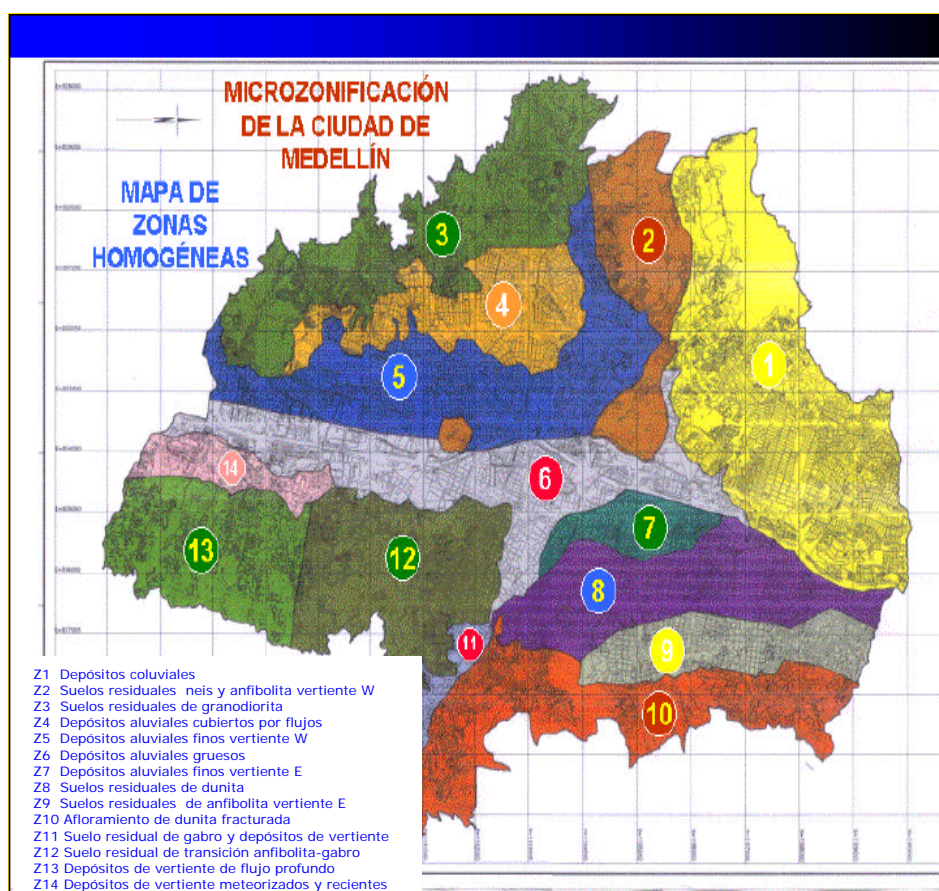 MICROZONIFICACIÓN
DE LA CIUDAD DE
MEDELLÍN
MAPA DE
ZONAS
HOMOGÉNEAS
3
2
4
1
5
14
6
7
13
12
8
11
9
10
Z1 Depósitos coluviales
Z2 Suelos residuales neis y anfibolita vertiente W
Z3 Suelos residuales de granodiorita
Z4 Depósitos aluviales cubiertos por flujos
Z5 Depósitos aluviales finos vertiente W
Z6 Depósitos aluviales gruesos
Z7 Depósitos aluviales finos vertiente E
Z8 Suelos residuales de dunita
Z9 Suelos residuales de anfibolita vertiente E
Z10 Afloramiento de dunita fracturada
Z11 Suelo residual de gabro y depósitos de vertiente
Z12 Suelo residual de transición anfibolita-gabro
Z13 Depósitos de vertiente de flujo profundo
Z14 Depósitos de vertiente meteorizados y recientes